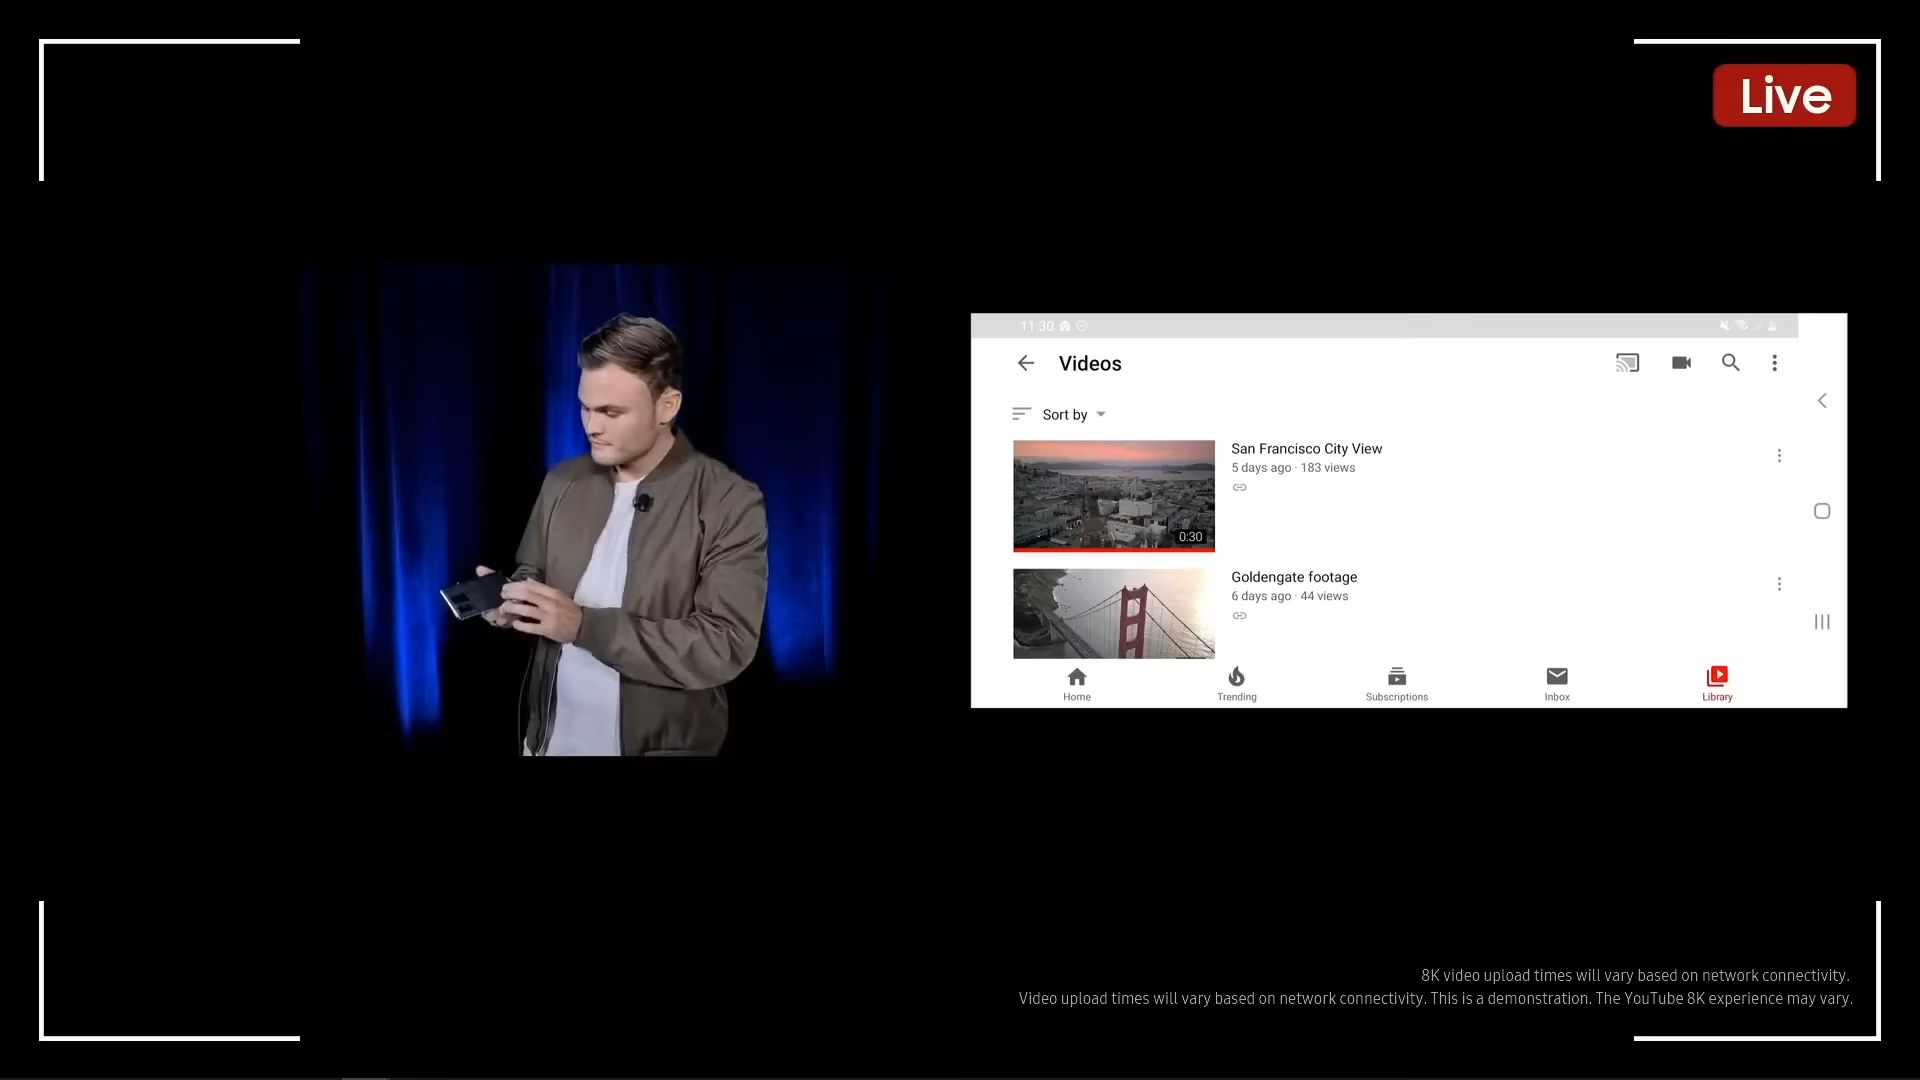 Live
11:30
Videos
Sort by
San Francisco City View
5 days ago · 183 views
0:30
Goldengate footage
6 days ago · 44 views
Home
Trending
Subscriptions
Inbox
Library
8K video upload times will vary based on network connectivity.
Video upload times will vary based on network connectivity. This is a demonstration. The YouTube 8K experience may vary.